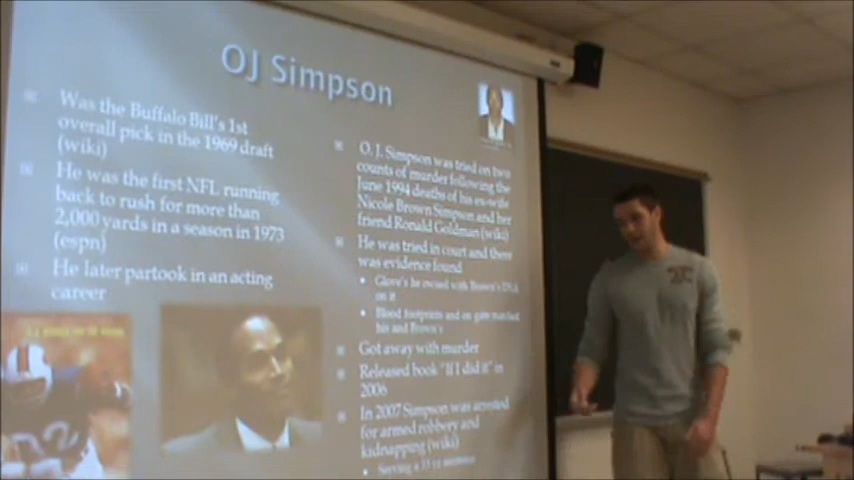 OJ Simpson
Was the Buffalo Bill's 1st
overall pick in the 1969 draft
(wiki)
He was the first NFL running
back to rush for more than
2,000 yards in a season in 1973
(espn)
He later partook in an acting
career
O. J. Simpson was tried on two
counts of murder following the
June 1994 deaths of his ex-wife
Nicole Brown Simpson and her
friend Ronald Goldman (wiki)
He was tried in court and there
was evidence found
Glove's he owned with Brown's DNA
on it
Blood footprints and on gate matched
his and Brown's
Got away with murder
Released book "If I did it" in
2006
In 2007 Simpson was arrested
for armed robbery and
kidnapping (wiki)
Serving a 33 yr sentence
32